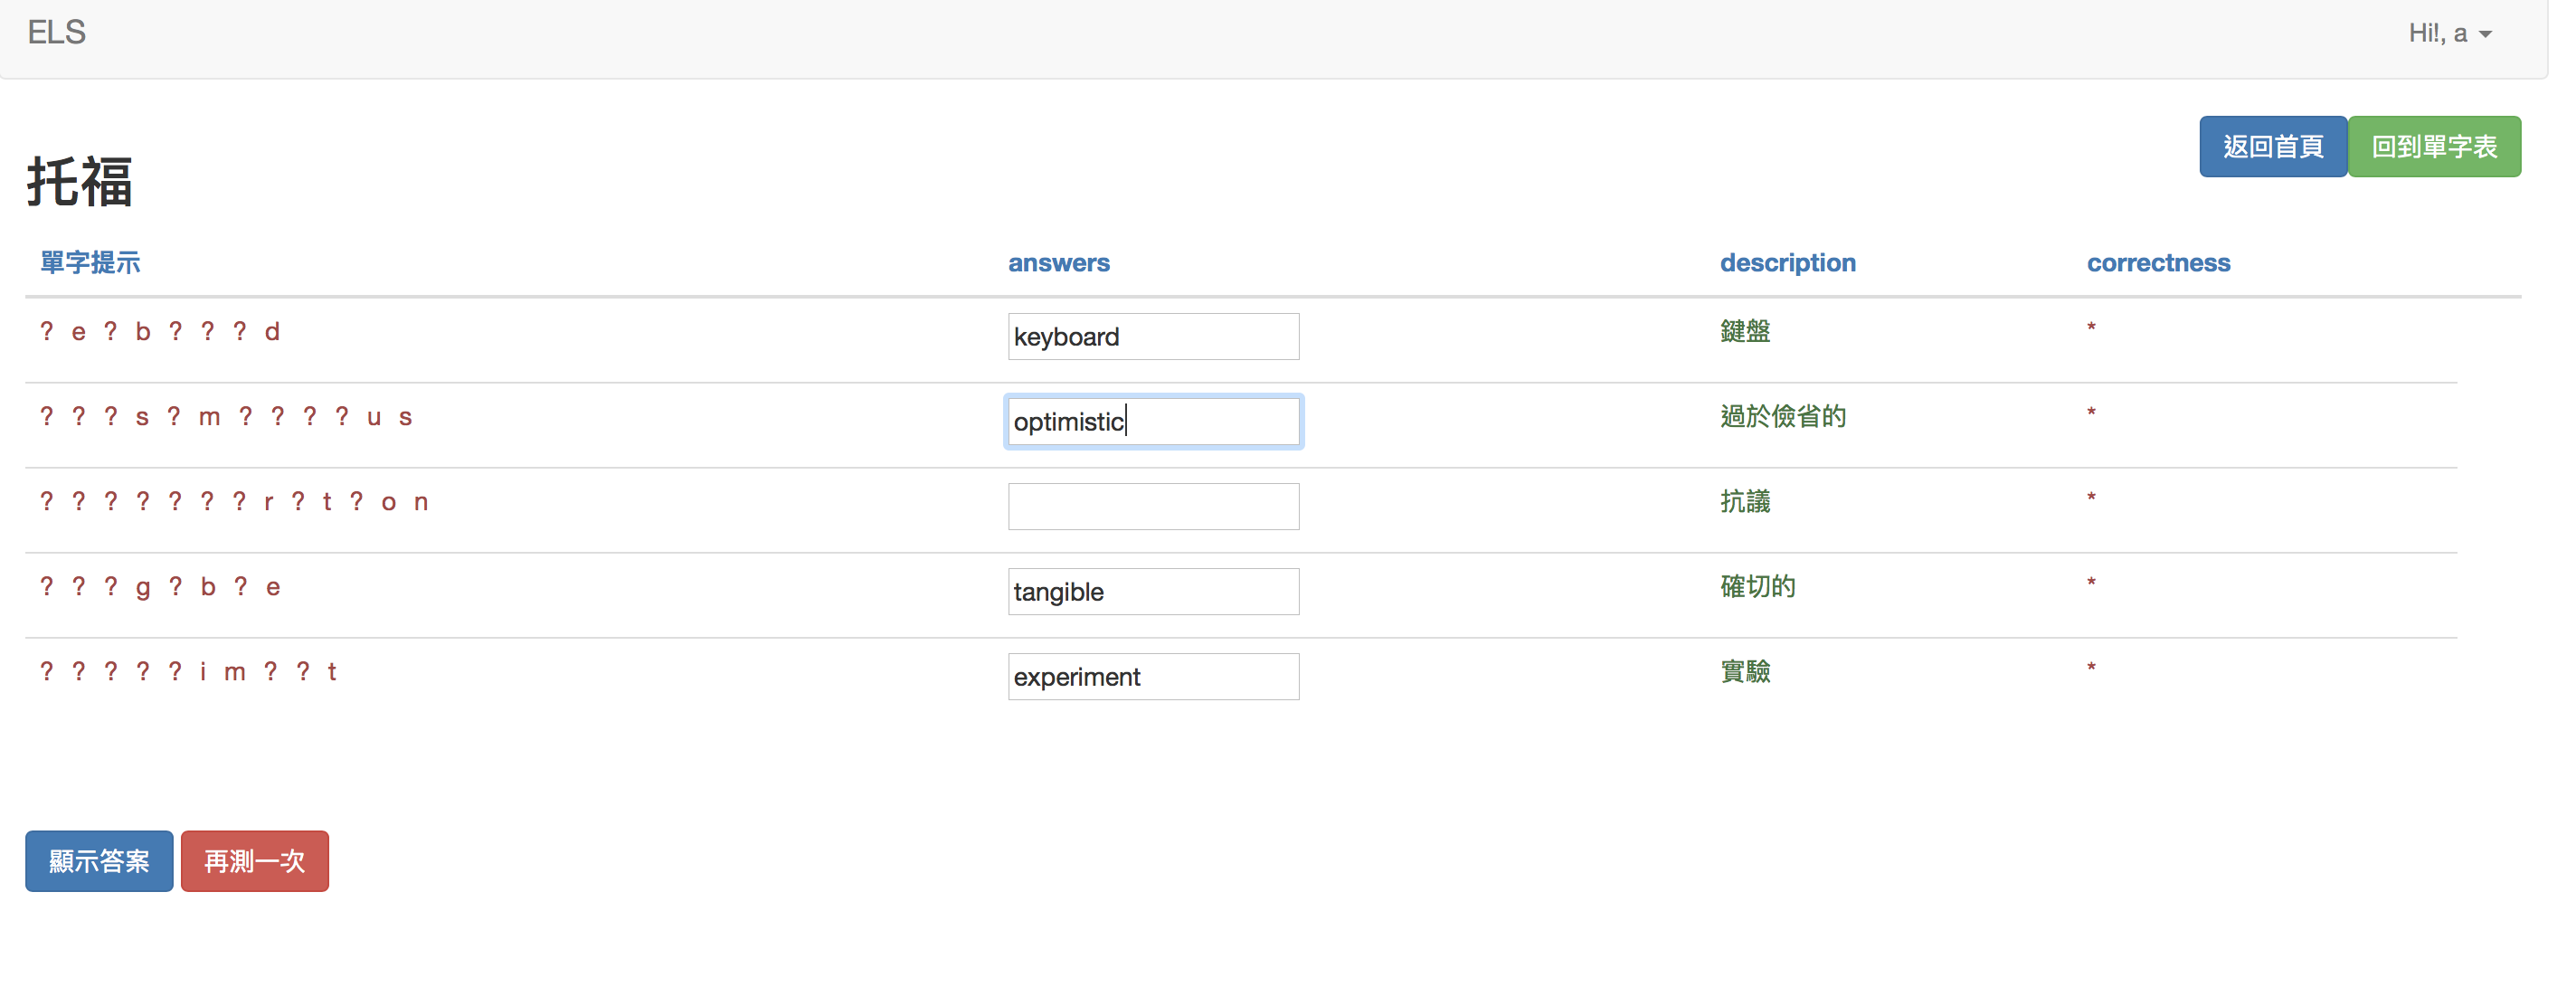 ELS
Hi!, a
返回首頁 回到單字表
托福
單字提示 answers description correctness
? e ? b ? ? ? d keyboard 鍵盤 *
? ? ? s ? m ? ? ? ? u s optimistic 過於儉省的 *
? ? ? ? ? ? ? r ? t ? o n 抗議 *
? ? ? g ? b ? e tangible 確切的 *
? ? ? ? ? i m ? ? t experiment 實驗 *
顯示答案 再測一次